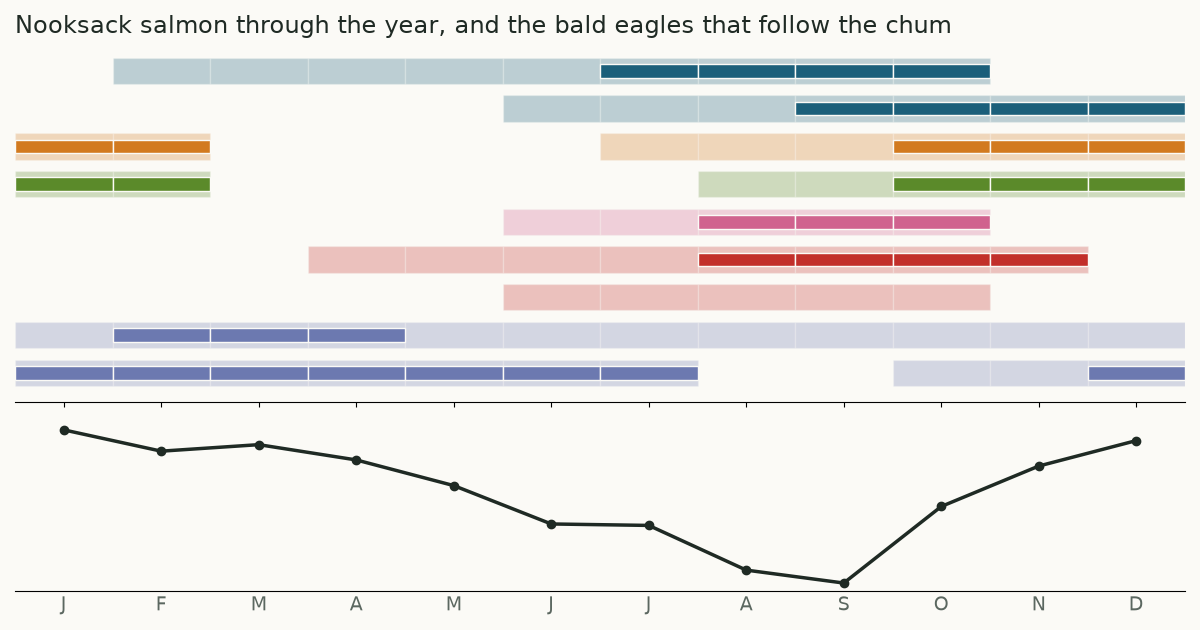 Nooksack salmon through the year, and the bald eagles that follow the chum
J F M A M J J A S O N D